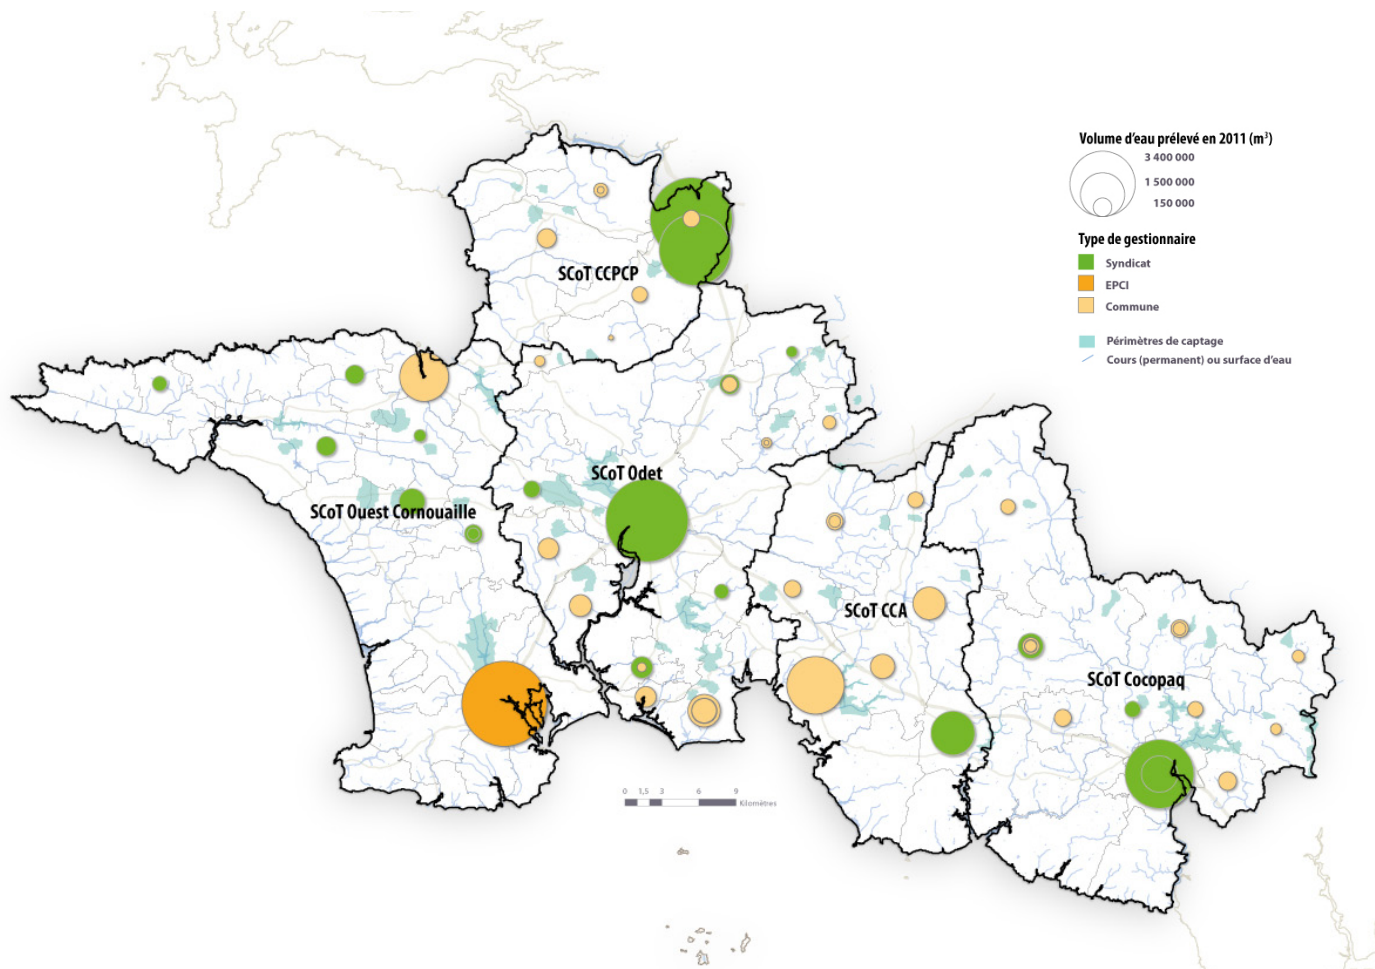 Volume d'eau prélevé en 2011 (m³)
3 400 000
1 500 000
150 000
Type de gestionnaire
Syndicat
EPCI
Commune
Périmètres de captage
Cours (permanent) ou surface d'eau
SCoT CCPCP
SCoT Odet
SCoT Ouest Cornouaille
SCoT CCA
SCoT Cocopaq
0 1,5 3 6 9
Kilomètres